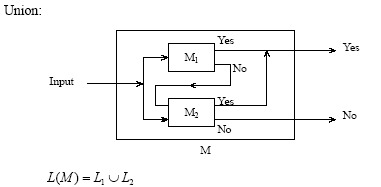 Union:
Yes
M₁
Yes
No
Input
Yes
M₂
No
No
M
L(M) = L₁ ∪ L₂